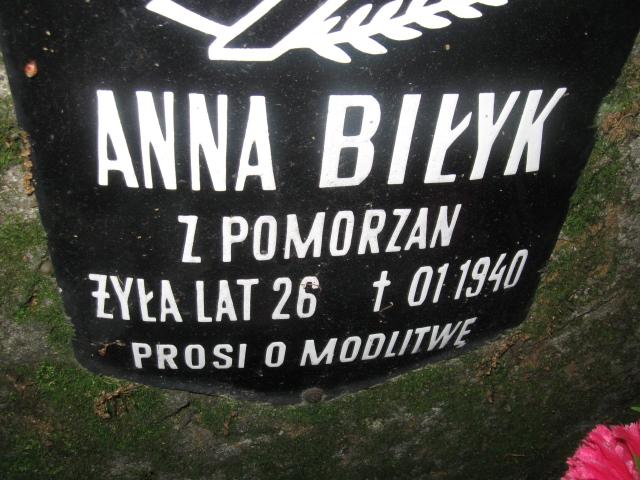 ANNA BIŁYK
Z POMORZAN
ŻYŁA LAT 26 † 01 1940
PROSI O MODLITWĘ